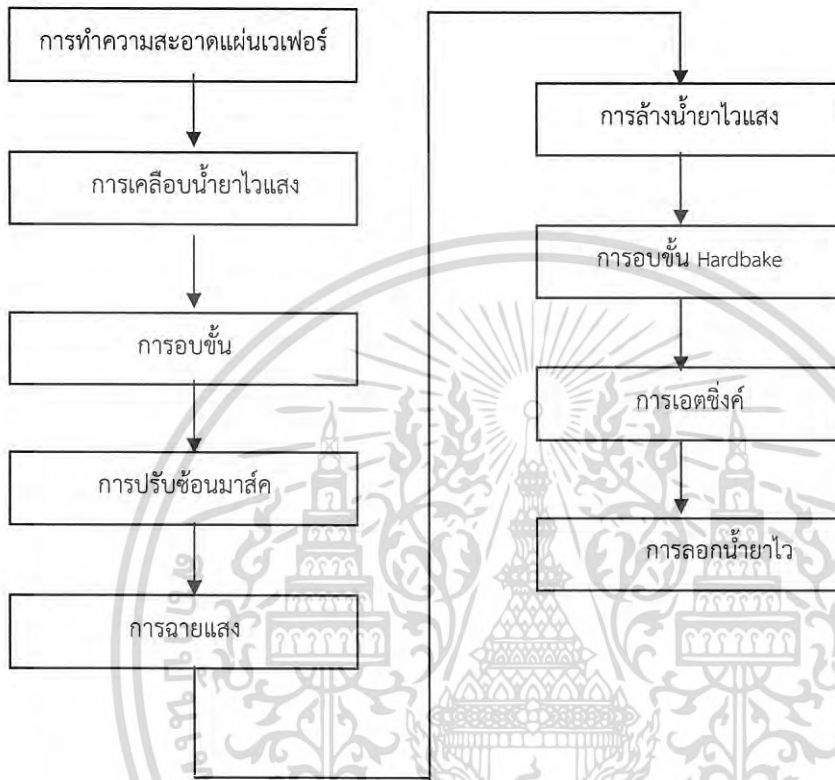 การทำความสะอาดแผ่นเวเฟอร์
การเคลือบน้ำยาไวแสง
การอบขั้น
การปรับซ้อนมาส์ค
การฉายแสง
การล้างน้ำยาไวแสง
การอบขั้น Hardbake
การเอตชิ่งค์
การลอกน้ำยาไว